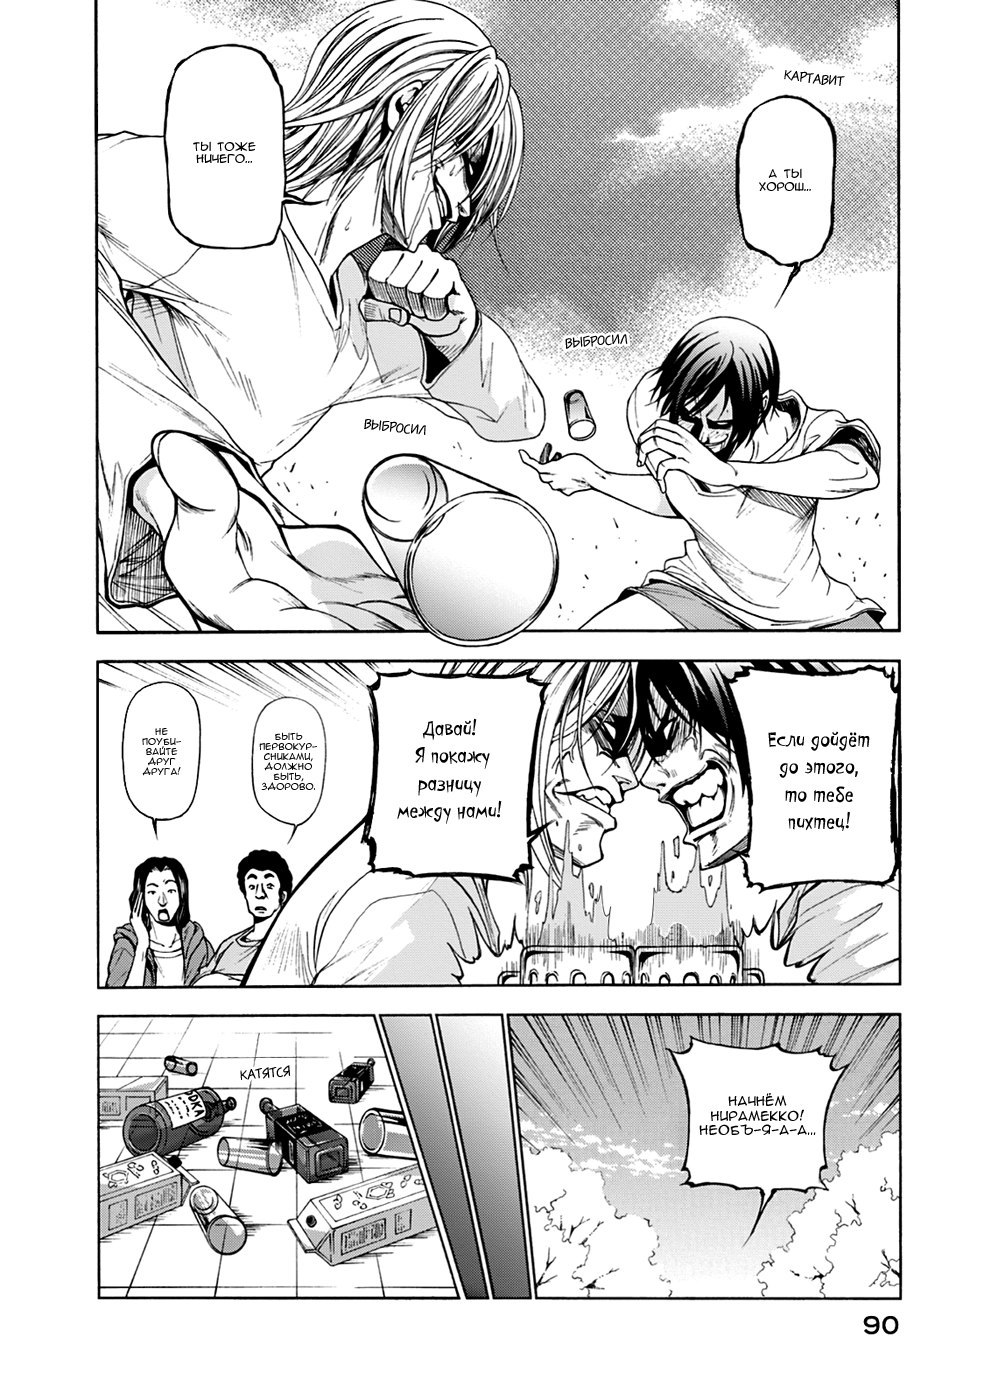 КАРТАВИТ
А ТЫ
ХОРОШ...
ТЫ ТОЖЕ
НИЧЕГО...
ВЫБРОСИЛ
ВЫБРОСИЛ
Если дойдёт
до этого,
то тебе
пихтец!
Давай!
Я покажу
разницу
между нами!
БЫТЬ
ПЕРВОКУР-
СНИКАМИ,
ДОЛЖНО
БЫТЬ,
ЗДОРОВО.
НЕ
ПОУБИ-
ВАЙТЕ
ДРУГ
ДРУГА!
НАЧНЁМ
НИРАМЕККО!
НЕОБЪ-Я-А-А...
КАТЯТСЯ
90